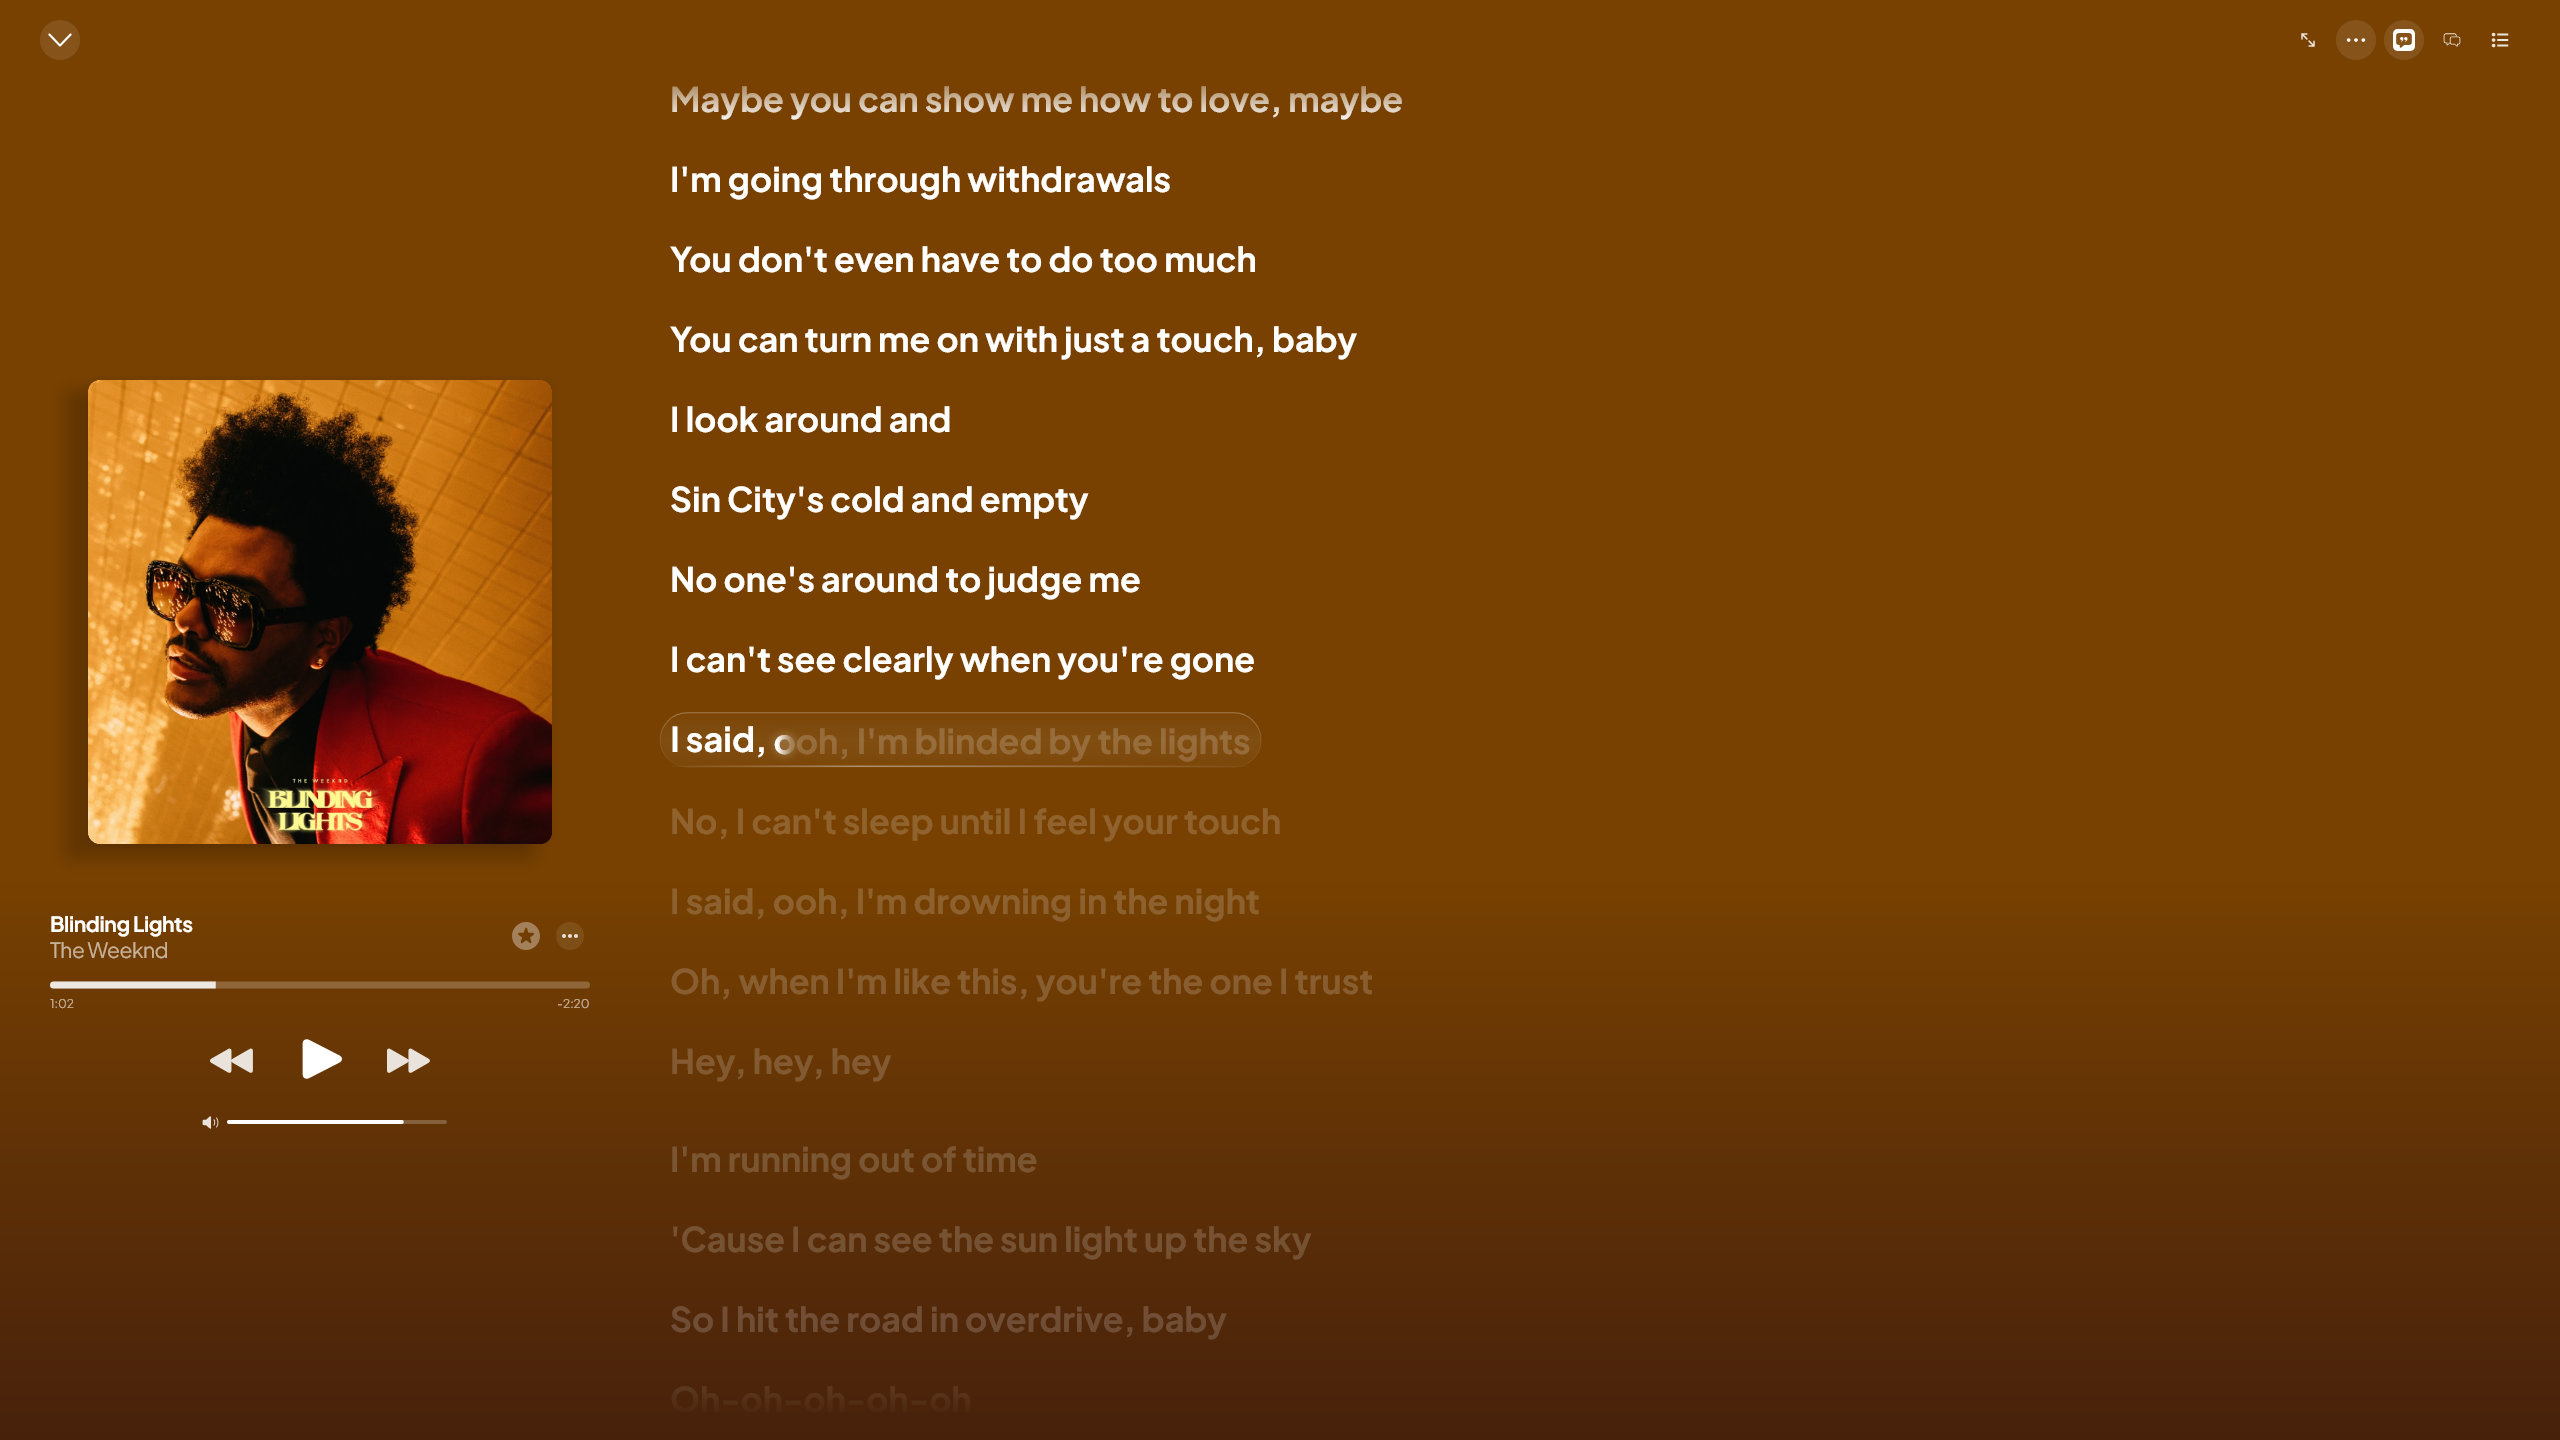 Maybe you can show me how to love, maybe
I'm going through withdrawals
You don't even have to do too much
You can turn me on with just a touch, baby
I look around and
Sin City's cold and empty
No one's around to judge me
I can't see clearly when you're gone
I said, ooh, I'm blinded by the lights
No, I can't sleep until I feel your touch
I said, ooh, I'm drowning in the night
Oh, when I'm like this, you're the one I trust
Hey, hey, hey
I'm running out of time
'Cause I can see the sun light up the sky
So I hit the road in overdrive, baby
Oh-oh-oh-oh-oh
THE WEEKND
BLINDING
LIGHTS
Blinding Lights
The Weeknd
1:02
-2:20